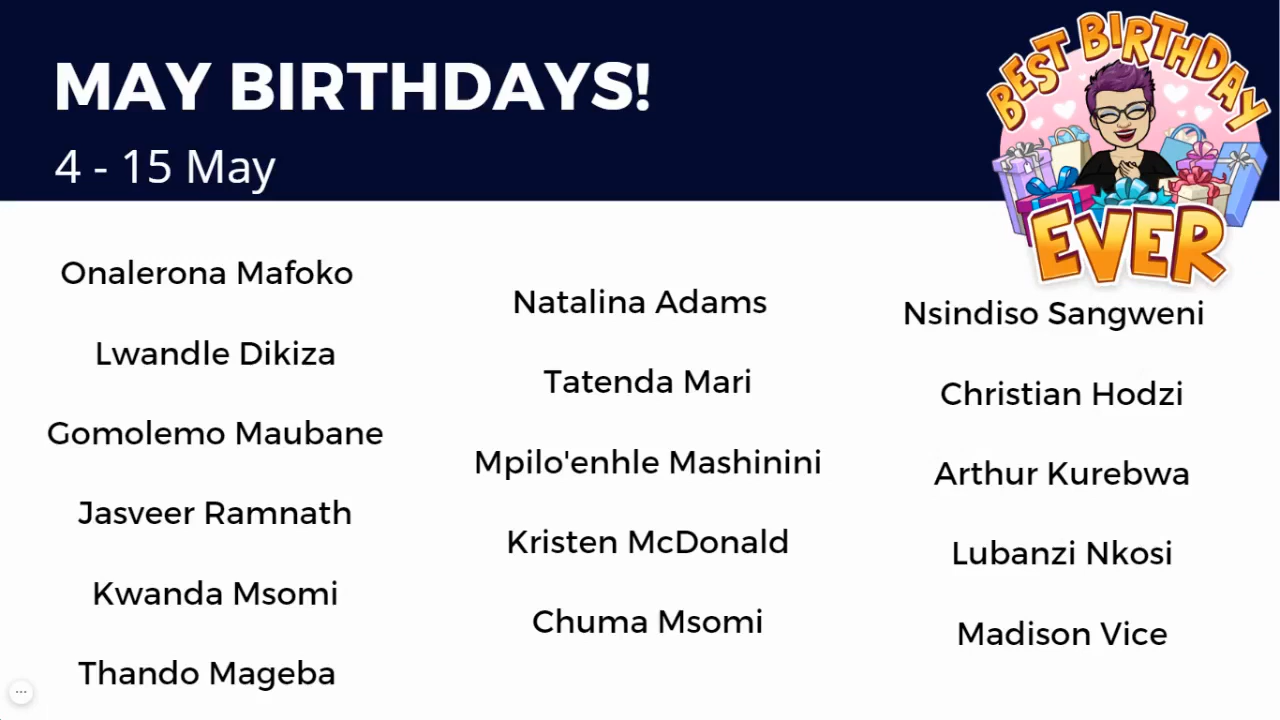 MAY BIRTHDAYS!
4 - 15 May
BEST BIRTHDAY
EVER
Onalerona Mafoko
Lwandle Dikiza
Gomolemo Maubane
Jasveer Ramnath
Kwanda Msomi
Thando Mageba
Natalina Adams
Tatenda Mari
Mpilo'enhle Mashinini
Kristen McDonald
Chuma Msomi
Nsindiso Sangweni
Christian Hodzi
Arthur Kurebwa
Lubanzi Nkosi
Madison Vice